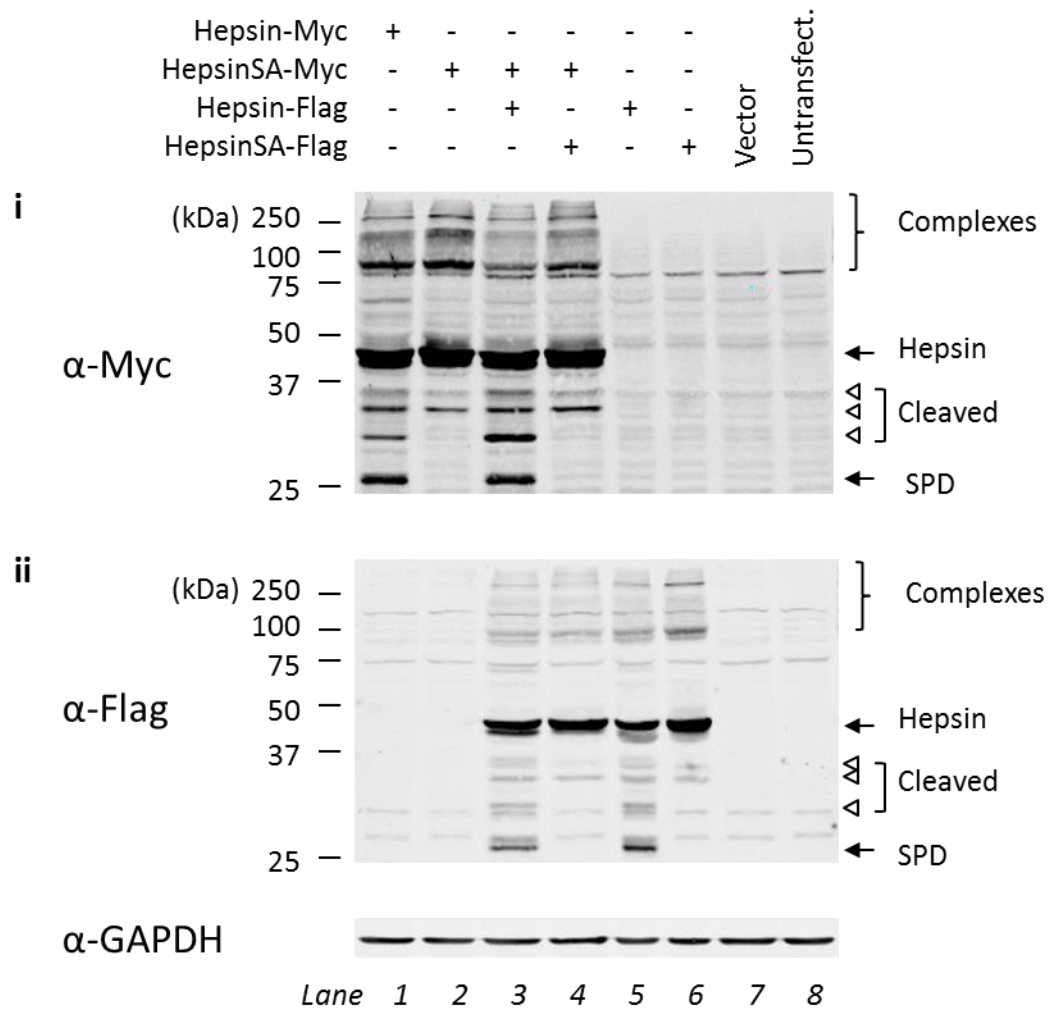 Hepsin-Myc + - - - - -
HepsinSA-Myc - + + + - -
Hepsin-Flag - - + - + -
HepsinSA-Flag - - - + - +
Vector
Untransfect.
i
(kDa) 250
100
75
50
37
25
α-Myc
Complexes
Hepsin
Cleaved
SPD
ii
(kDa) 250
100
75
50
37
25
α-Flag
Complexes
Hepsin
Cleaved
SPD
α-GAPDH
Lane 1 2 3 4 5 6 7 8